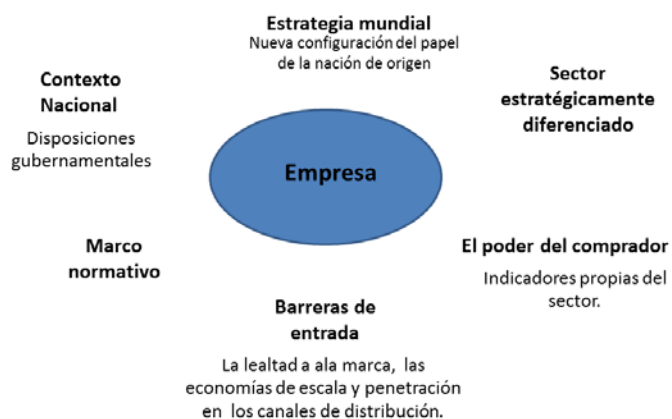 Estrategia mundial
Nueva configuración del papel
de la nación de origen
Contexto
Nacional
Disposiciones
gubernamentales
Sector
estratégicamente
diferenciado
Empresa
Marco
normativo
El poder del comprador
Indicadores propias del
sector.
Barreras de
entrada
La lealtad a ala marca, las
economías de escala y penetración
en los canales de distribución.